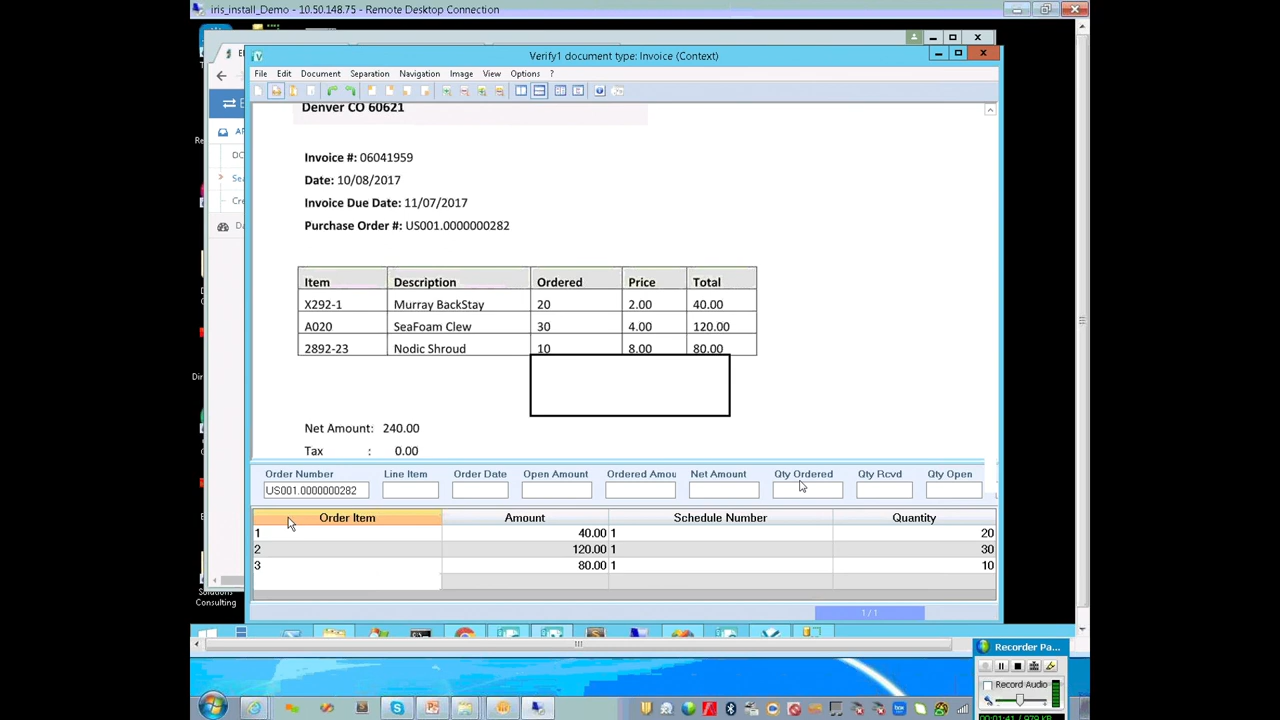 iris_install_Demo - 10.50.148.75 - Remote Desktop Connection
Verify1 document type: Invoice (Context)
File Edit Document Separation Navigation Image View Options ?
Denver CO 60621
Invoice #: 06041959
Date: 10/08/2017
Invoice Due Date: 11/07/2017
Purchase Order #: US001.0000000282
Item Description Ordered Price Total
X292-1 Murray BackStay 20 2.00 40.00
A020 SeaFoam Clew 30 4.00 120.00
2892-23 Nodic Shroud 10 8.00 80.00
Net Amount: 240.00
Tax : 0.00
Order Number Line Item Order Date Open Amount Ordered Amou Net Amount Qty Ordered Qty Rcvd Qty Open
US001.0000000282
Order Item Amount Schedule Number Quantity
1 40.00 1 20
2 120.00 1 30
3 80.00 1 10
1 / 1
Solutions
Consulting
Recorder Pa...
Record Audio